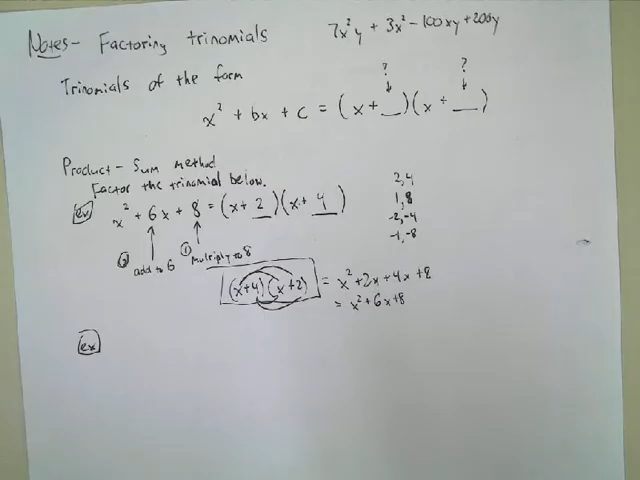 Notes - Factoring trinomials
7x²y + 3x² - 100xy + 200y
Trinomials of the form
? ?
x² + bx + c = (x + __)(x + __)
Product - Sum method
Factor the trinomial below.
ex x² + 6x + 8 = (x + 2)(x + 4)
2, 4
1, 8
-2, -4
-1, -8
② add to 6
① multiply to 8
(x+4)(x+2) = x² + 2x + 4x + 8
= x² + 6x + 8
ex